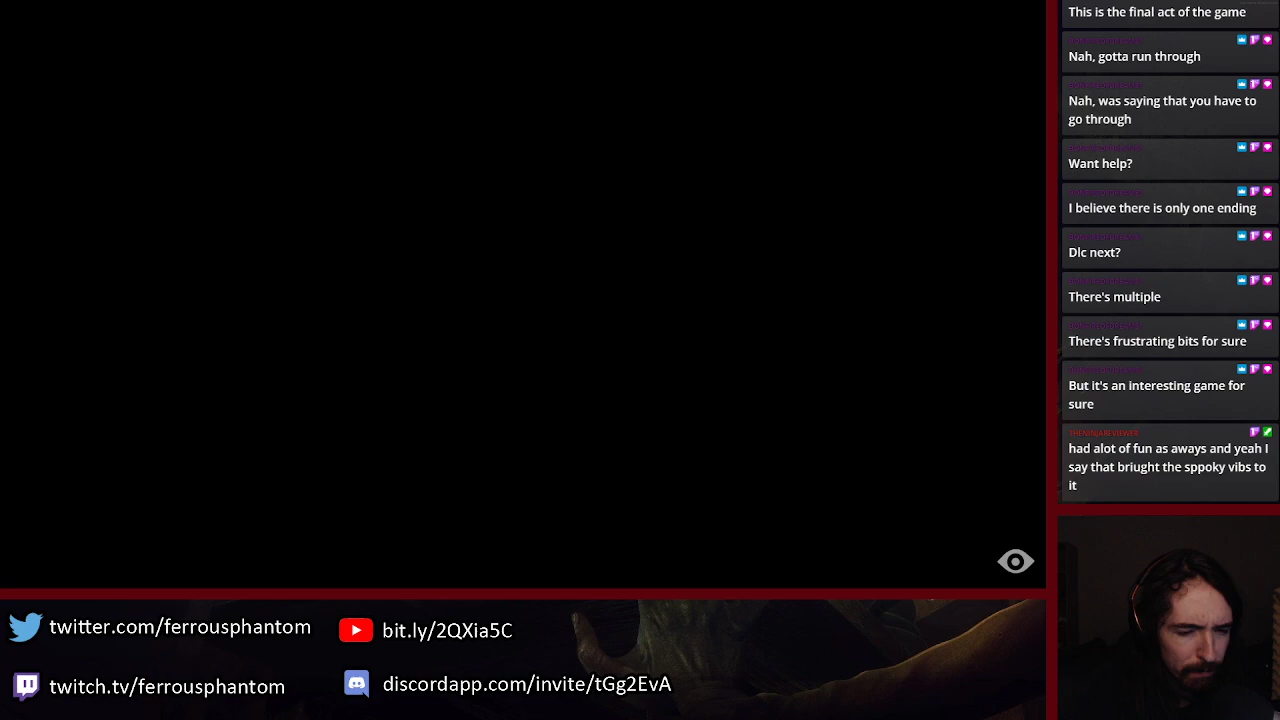 This is the final act of the game
Nah, gotta run through
Nah, was saying that you have to
go through
Want help?
I believe there is only one ending
Dlc next?
There's multiple
There's frustrating bits for sure
But it's an interesting game for
sure
had alot of fun as aways and yeah I
say that briught the sppoky vibs to
it
twitter.com/ferrousphantom
bit.ly/2QXia5C
twitch.tv/ferrousphantom
discordapp.com/invite/tGg2EvA